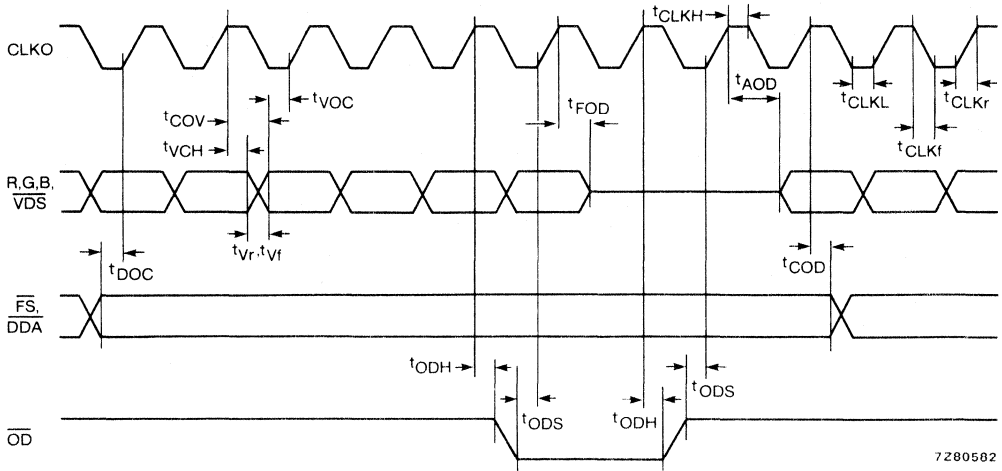 CLKO
tCLKH
tAOD
tVOC
tCOV
tFOD
tCLKL
tCLKr
tVCH
tCLKf
R,G,B,
VDS
tVr,tVf
tDOC
tCOD
FS,
DDA
tODH
tODS
tODS
tODH
OD
7Z80582